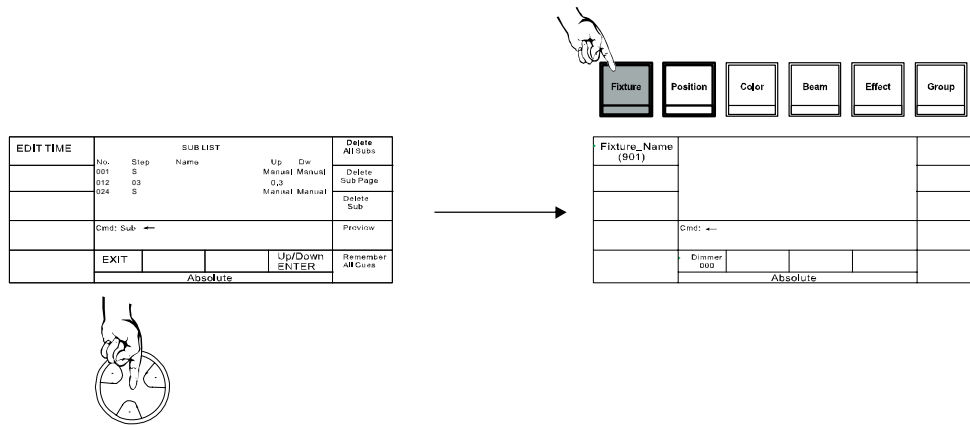 Fixture
Position
Color
Beam
Effect
Group
EDIT TIME
SUB LIST
No. Step Name Up Dw
001 S Manual Manual
012 03 0,3
024 S Manual Manual
Cmd: Sub ←
EXIT
Up/Down
ENTER
Absolute
Delete
All Subs
Delete
Sub Page
Delete
Sub
Preview
Remember
All Cues
Fixture_Name
(901)
Cmd: ←
Dimmer
000
Absolute